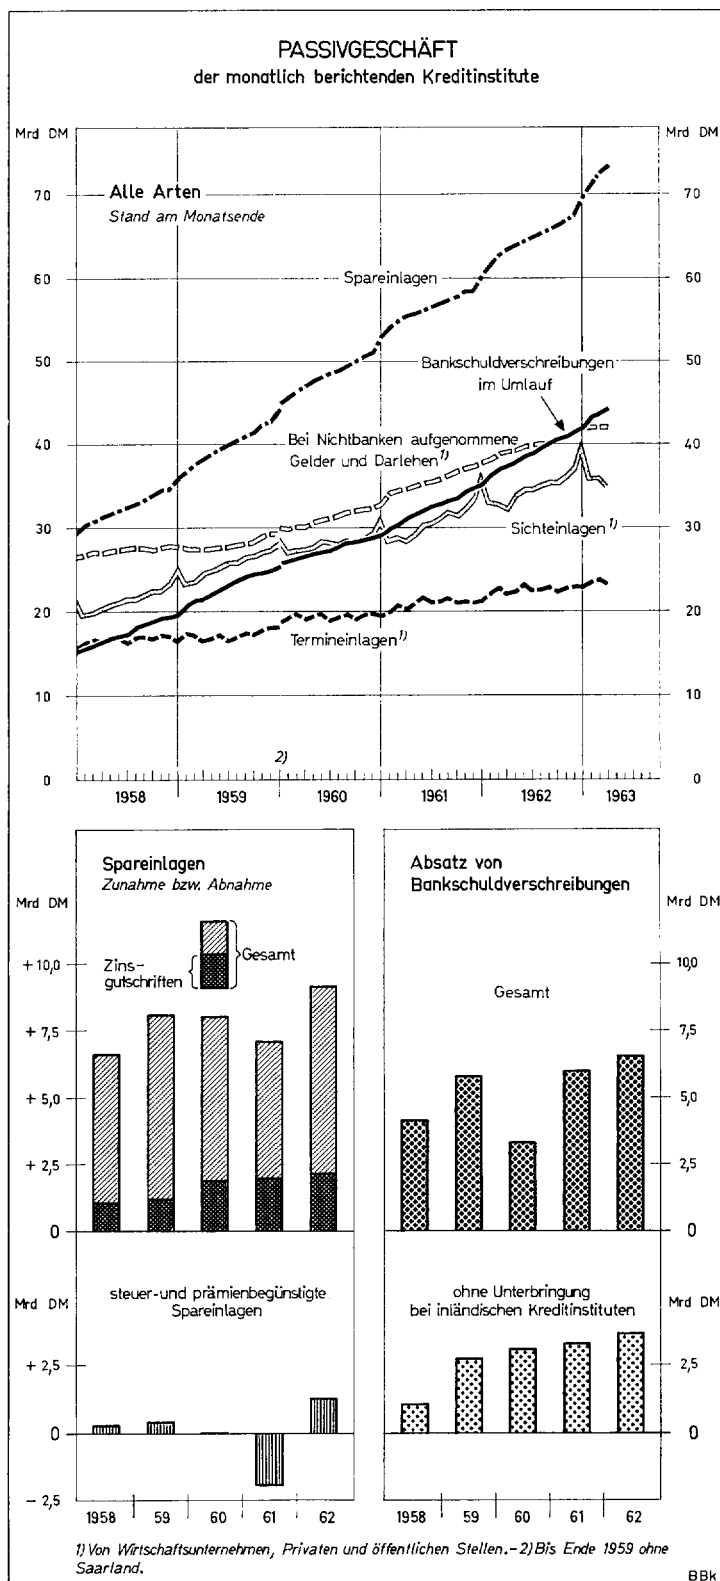 PASSIVGESCHÄFT
der monatlich berichtenden Kreditinstitute
Mrd DM
Mrd DM
Alle Arten
Stand am Monatsende
70
70
Spareinlagen
60
60
50
50
Bankschuldverschreibungen
im Umlauf
40
40
Bei Nichtbanken aufgenommene
Gelder und Darlehen 1)
30
30
Sichteinlagen 1)
20
20
Termineinlagen 1)
10
10
2)
0
0
1958
1959
1960
1961
1962
1963
Spareinlagen
Zunahme bzw. Abnahme
Mrd DM
Gesamt
Zins-
gutschriften
+ 10,0
+ 7,5
+ 5,0
+ 2,5
0
Absatz von
Bankschuldverschreibungen
Mrd DM
Gesamt
10,0
7,5
5,0
2,5
0
steuer-und prämienbegünstigte
Spareinlagen
Mrd DM
+ 2,5
0
– 2,5
1958
59
60
61
62
ohne Unterbringung
bei inländischen Kreditinstituten
Mrd DM
2,5
0
1958
59
60
61
62
1) Von Wirtschaftsunternehmen, Privaten und öffentlichen Stellen.- 2) Bis Ende 1959 ohne
Saarland.
BBk